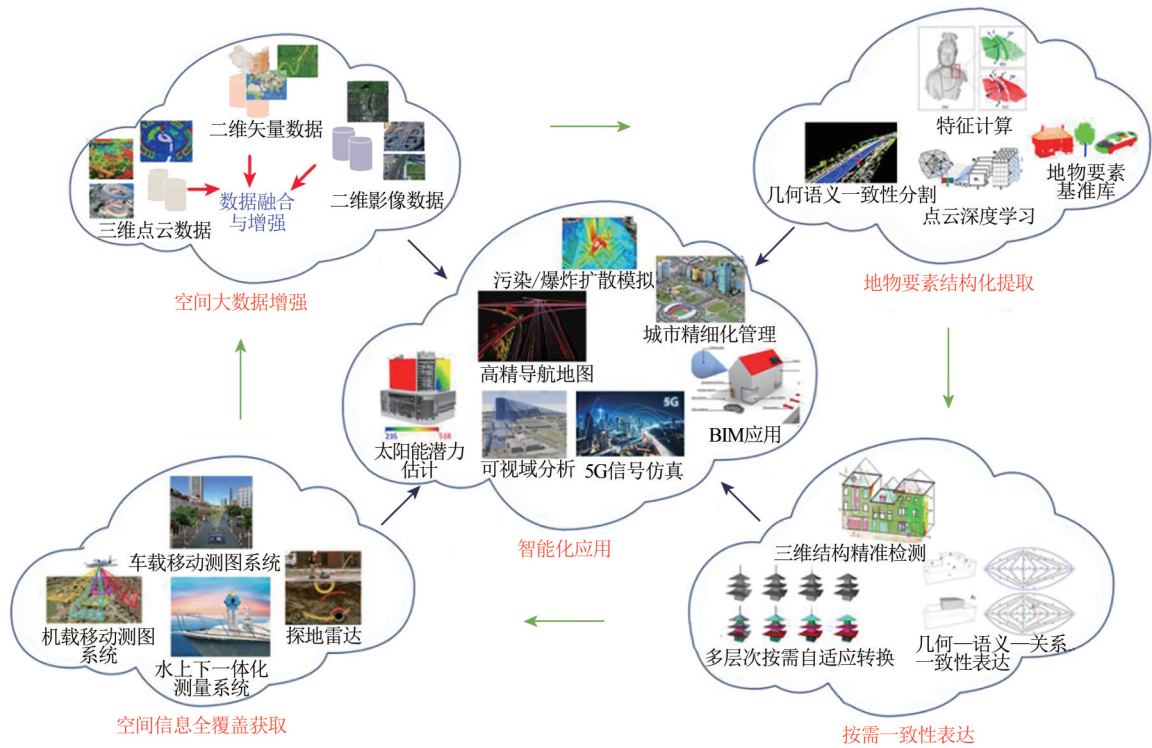 二维矢量数据
数据融合
与增强
二维影像数据
三维点云数据
空间大数据增强
特征计算
几何语义一致性分割
点云深度学习
地物要素
基准库
地物要素结构化提取
污染/爆炸扩散模拟
城市精细化管理
高精导航地图
235
518
太阳能潜力
估计
可视域分析
5G
5G信号仿真
BIM应用
智能化应用
车载移动测图系统
机载移动测图
系统
水上下一体化
测量系统
探地雷达
空间信息全覆盖获取
三维结构精准检测
多层次按需自适应转换
几何—语义—关系
一致性表达
按需一致性表达